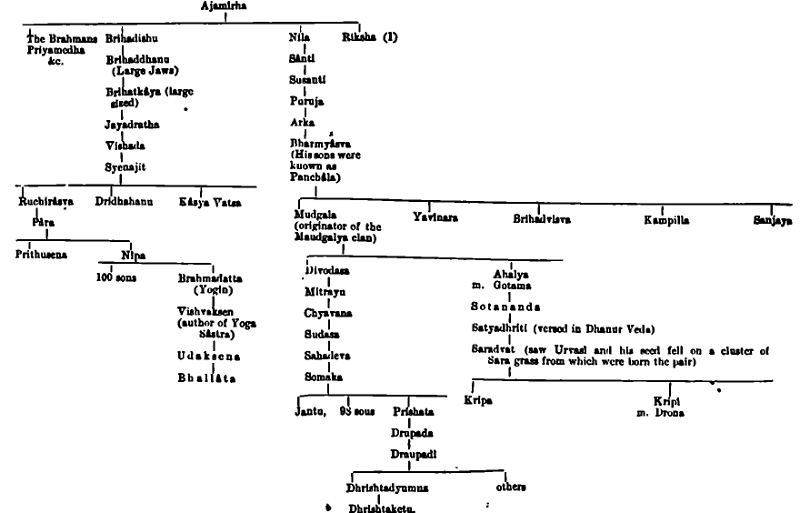 Ajamirha
The Brahmans Brihadishu Nila Riksha (1)
Priyamedha
&c. Brihaddhanu Sânti
(Large Jaws)
Susanti
Brihatkâya (large
sized) Puruja
Jayadratha Arka
Vishada Bharmyâsva
(His sons were
Syenajit known as
Panchâla)
Ruchirâsva Dridhahanu Kâsya Vatsa
Mudgala Yavinara Brihadvisva Kampilla Sanjaya
Pâra (originator of the
Maudgalya clan)
Prithusena Nîpa
Divodasa Ahalya
100 sons Brahmadatta m. Gotama
(Yogin) Mitrayu
Chyavana Sotananda
Vishvaksen
(author of Yoga Sudasa Satyadhriti (versed in Dhanur Veda)
Sâstra)
Sahadeva Saradvat (saw Urvasi and his seed fell on a cluster of
Udaksena Sara grass from which were born the pair)
Bhallâta Somaka
Jantu, 98 sous Prishata Kripa Kripi
m. Drona
Drupada
Draupadi
Dhrishtadyumna others
Dhrishtaketu.